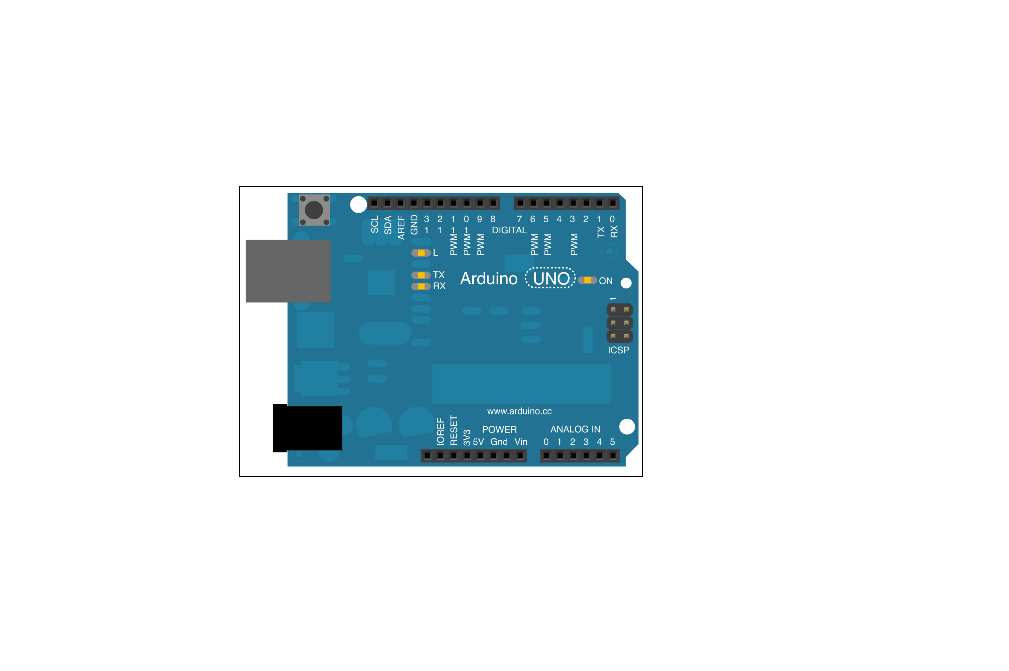 SCL
SDA
AREF
GND
13
12
11
10
9
8
7
6
5
4
3
2
1
0
PWM
PWM
PWM
DIGITAL
PWM
PWM
PWM
TX
RX
L
TX
RX
Arduino UNO
ON
1
ICSP
www.arduino.cc
IOREF
RESET
3V3
POWER
5V Gnd Vin
ANALOG IN
0 1 2 3 4 5